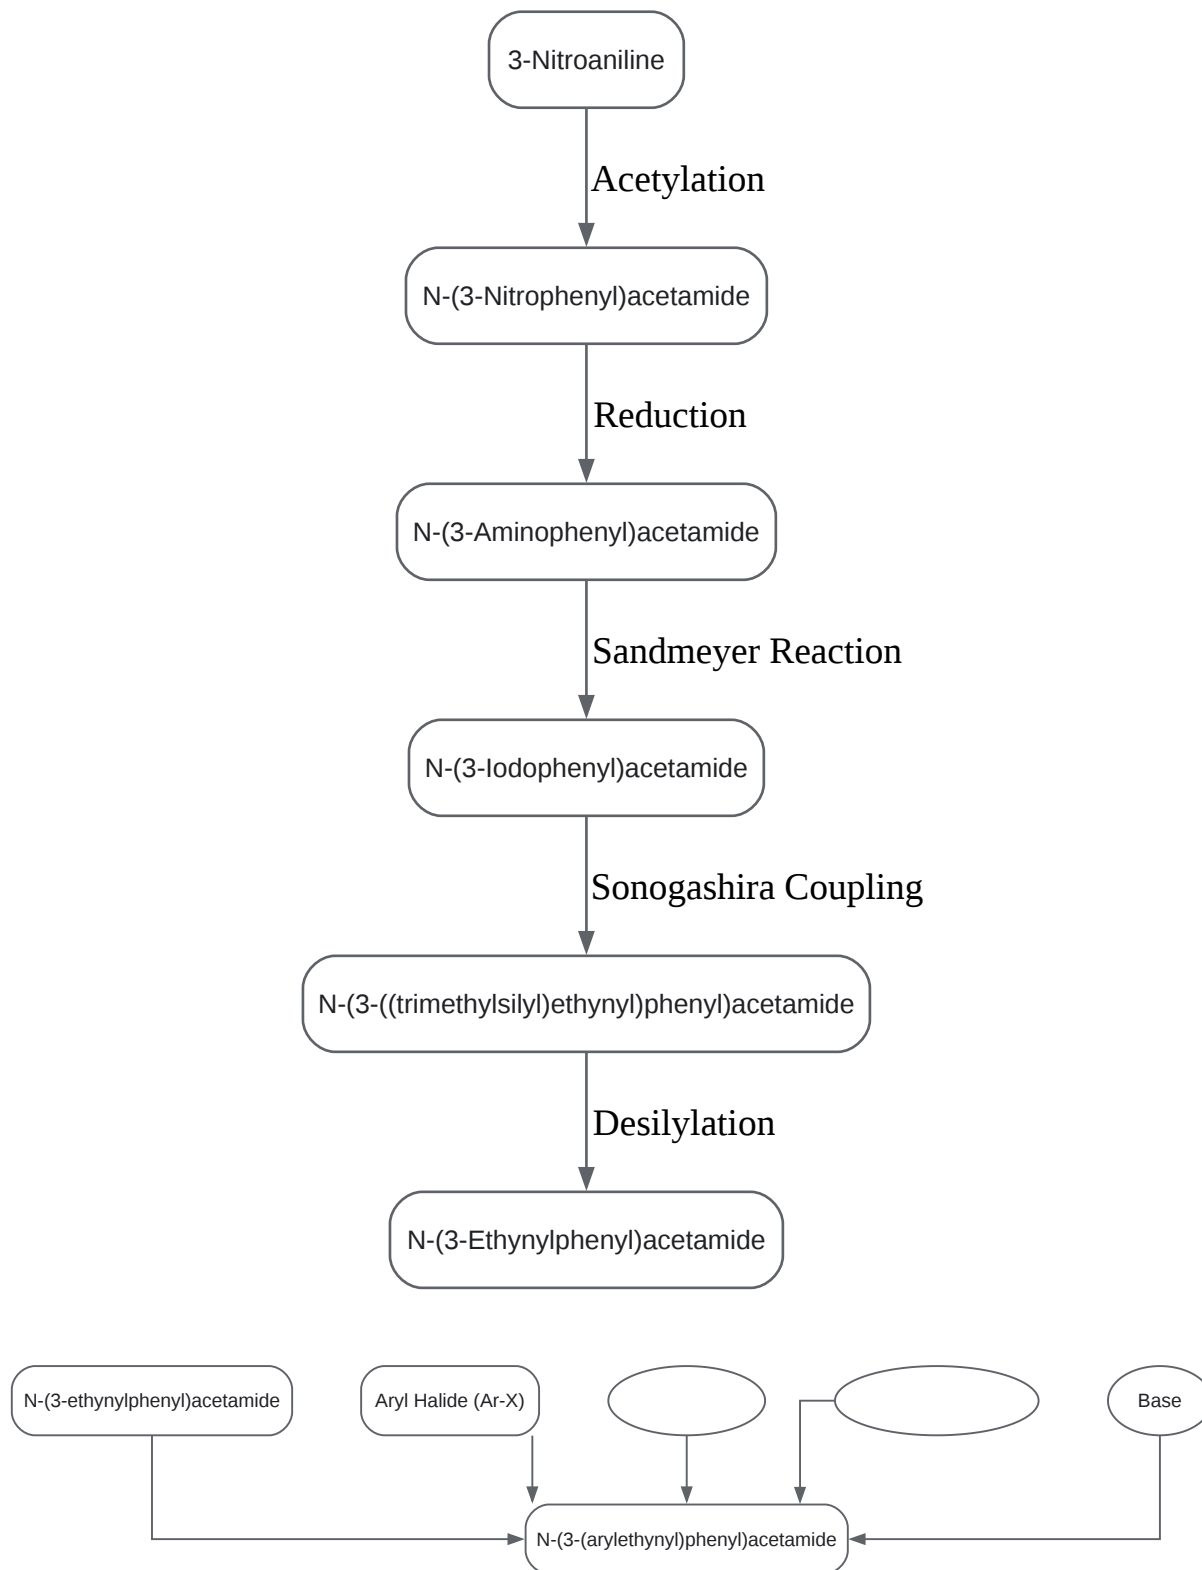 3-Nitroaniline
Acetylation
N-(3-Nitrophenyl)acetamide
Reduction
N-(3-Aminophenyl)acetamide
Sandmeyer Reaction
N-(3-Iodophenyl)acetamide
Sonogashira Coupling
N-(3-((trimethylsilyl)ethynyl)phenyl)acetamide
Desilylation
N-(3-Ethynylphenyl)acetamide
N-(3-ethynylphenyl)acetamide
Aryl Halide (Ar-X)
Base
N-(3-(arylethynyl)phenyl)acetamide